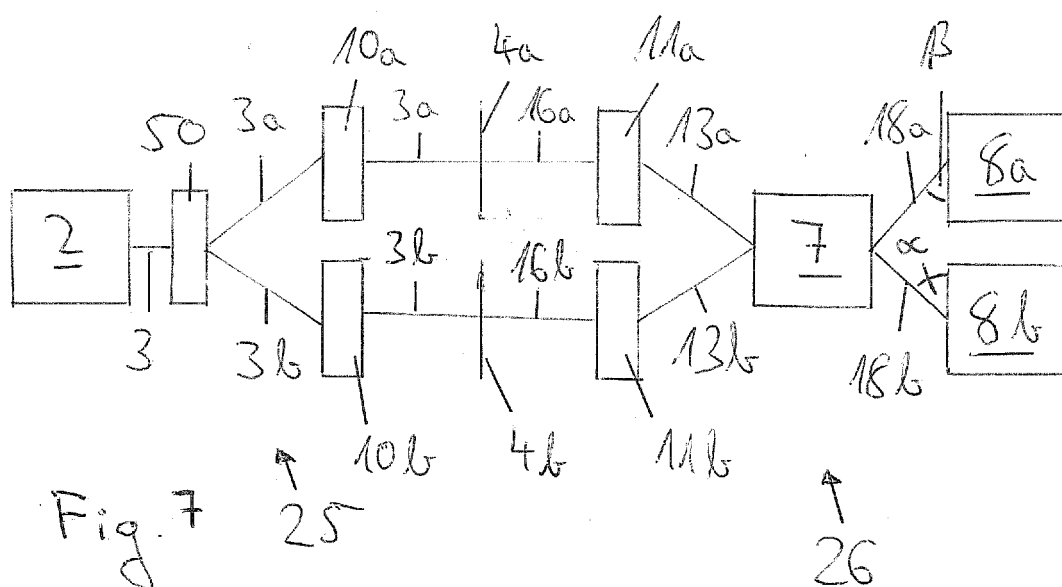 10a 4a 11a β
50 3a 3a 16a 13a 18a 8a
2 7
3b 16b α
3 3b 13b 18b 8b
10b 4b 11b
Fig. 7 25 26